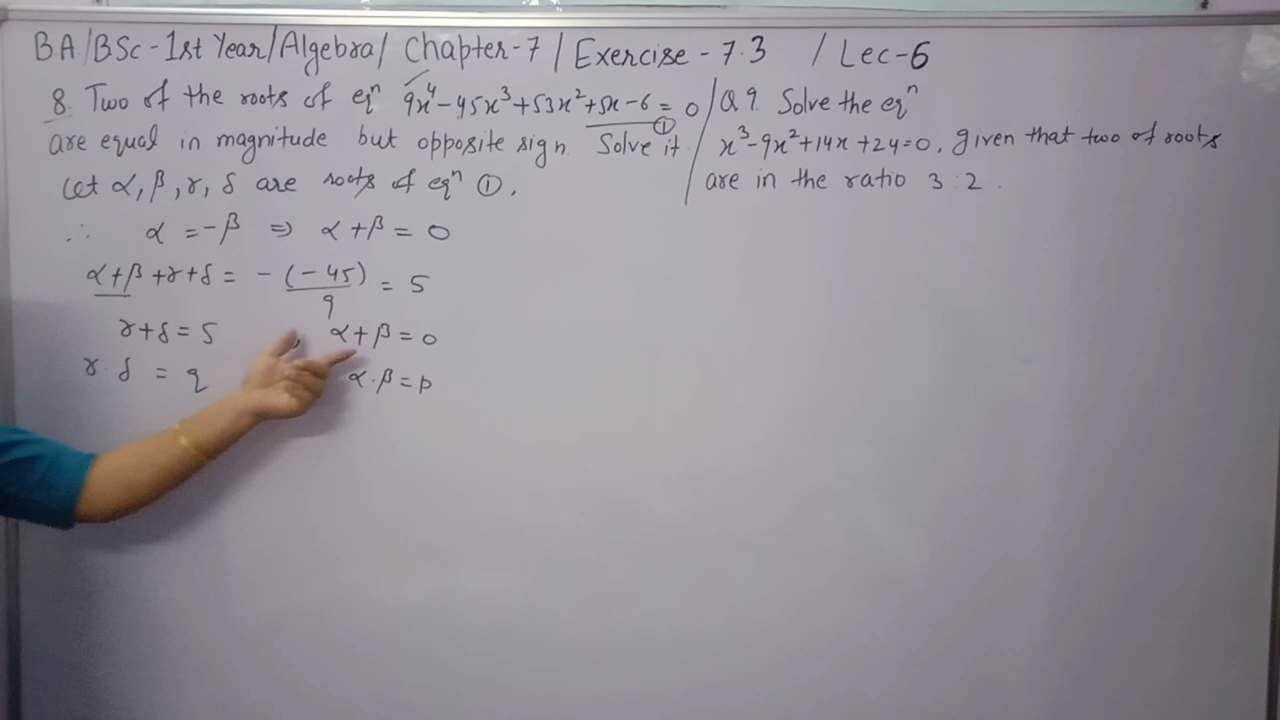 BA/BSc-1st Year/Algebra/ Chapter-7/Exercise-7.3 /Lec-6
8. Two of the roots of eqⁿ 9x⁴-45x³+53x²+5x-6=0 ①
are equal in magnitude but opposite sign. Solve it
Let α, β, γ, δ are roots of eqⁿ ①.
∴ α = -β ⇒ α+β = 0
α+β+γ+δ = -(-45)/9 = 5
γ+δ = 5 , α+β = 0
γ.δ = q α.β = p
Q 9. Solve the eqⁿ
x³-9x²+14x+24=0, given that two of roots
are in the ratio 3:2.